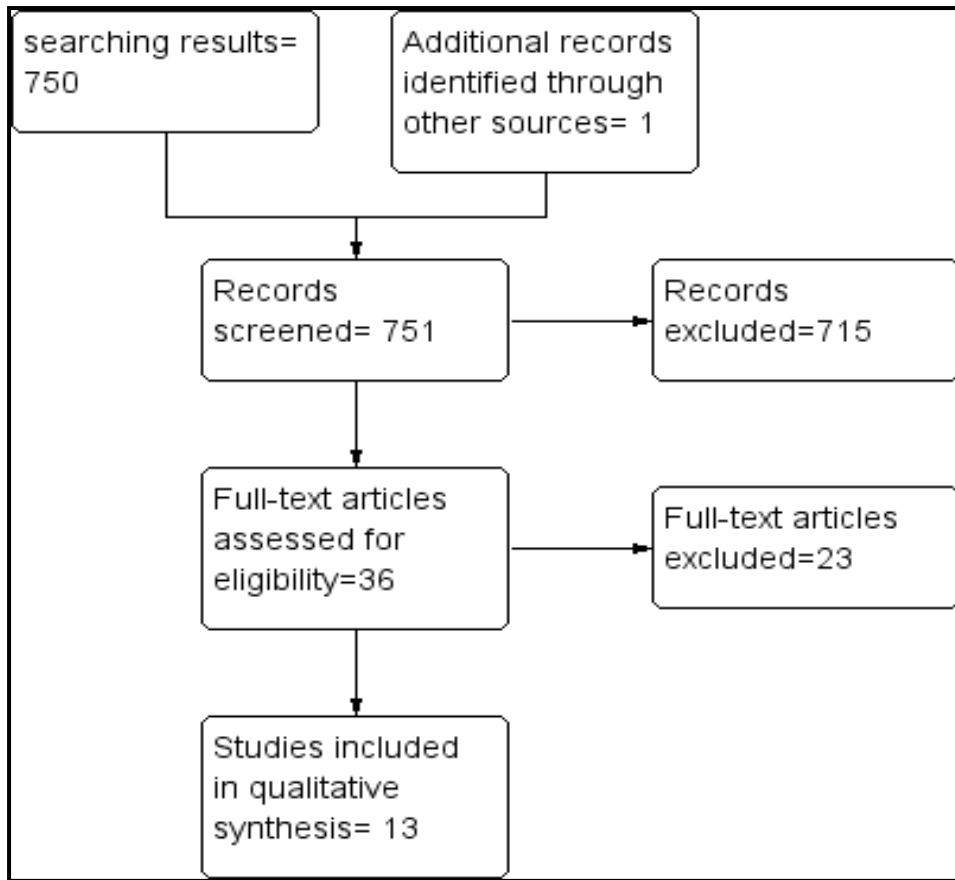 searching results=
750
Additional records
identified through
other sources= 1
Records
screened= 751
Records
excluded=715
Full-text articles
assessed for
eligibility=36
Full-text articles
excluded=23
Studies included
in qualitative
synthesis= 13